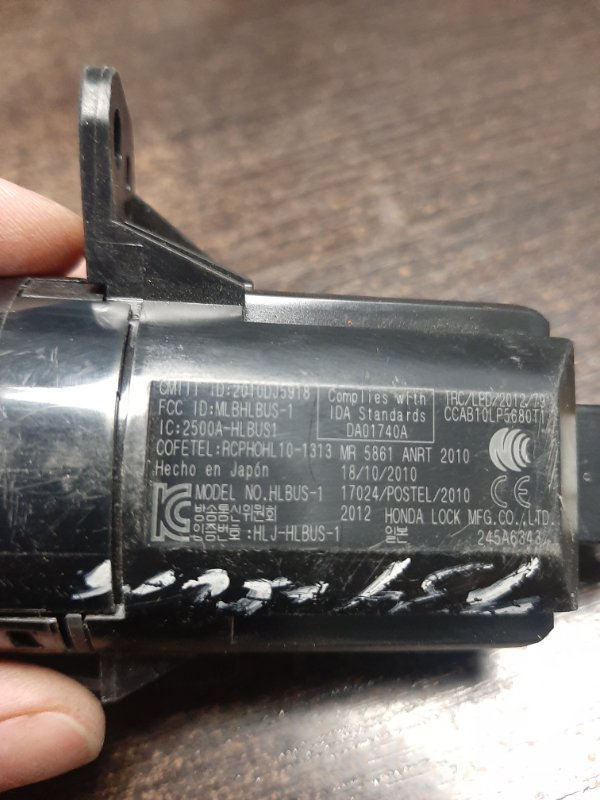 CMIIT ID:2010DJ5918
FCC ID:MLBHLBUS-1
IC:2500A-HLBUS1
Complies with
IDA Standards
DA01740A
TRC/LPD/2012/79
CCAB10LP5680T1
COFETEL:RCPHOHL10-1313 MR 5861 ANRT 2010
Hecho en Japón 18/10/2010
MODEL NO.HLBUS-1 17024/POSTEL/2010
CE
방송통신위원회 2012 HONDA LOCK MFG.CO.,LTD.
인증번호:HLJ-HLBUS-1 일본 245A6343